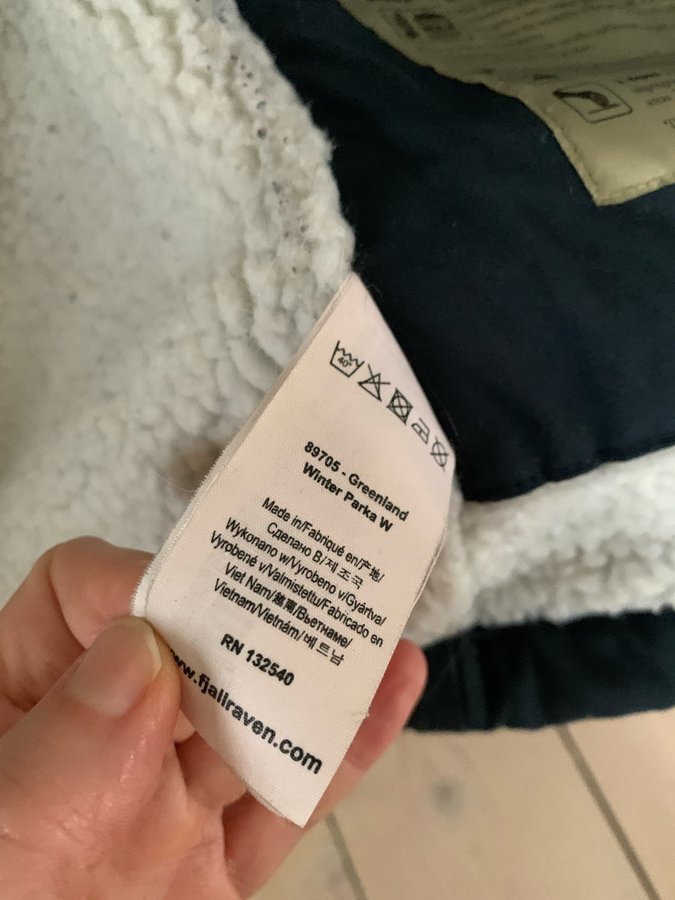 40°
89705 - Greenland
Winter Parka W
Made in/Fabriqué en/产地/
Сделано В/제 조 국
Wykonano w/Vyrobeno v/Gyártva/
Vyrobené v/Valmistettu/Fabricado en
Viet Nam/越南/Вьетнаме/
Vietnam/Vietnám/베 트 남
RN 132540
www.fjallraven.com